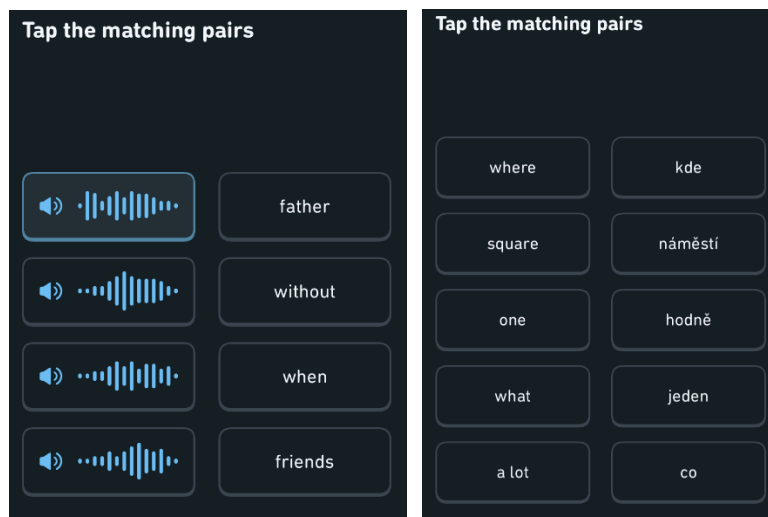 Tap the matching pairs
father
without
when
friends
Tap the matching pairs
where kde
square náměstí
one hodně
what jeden
a lot co